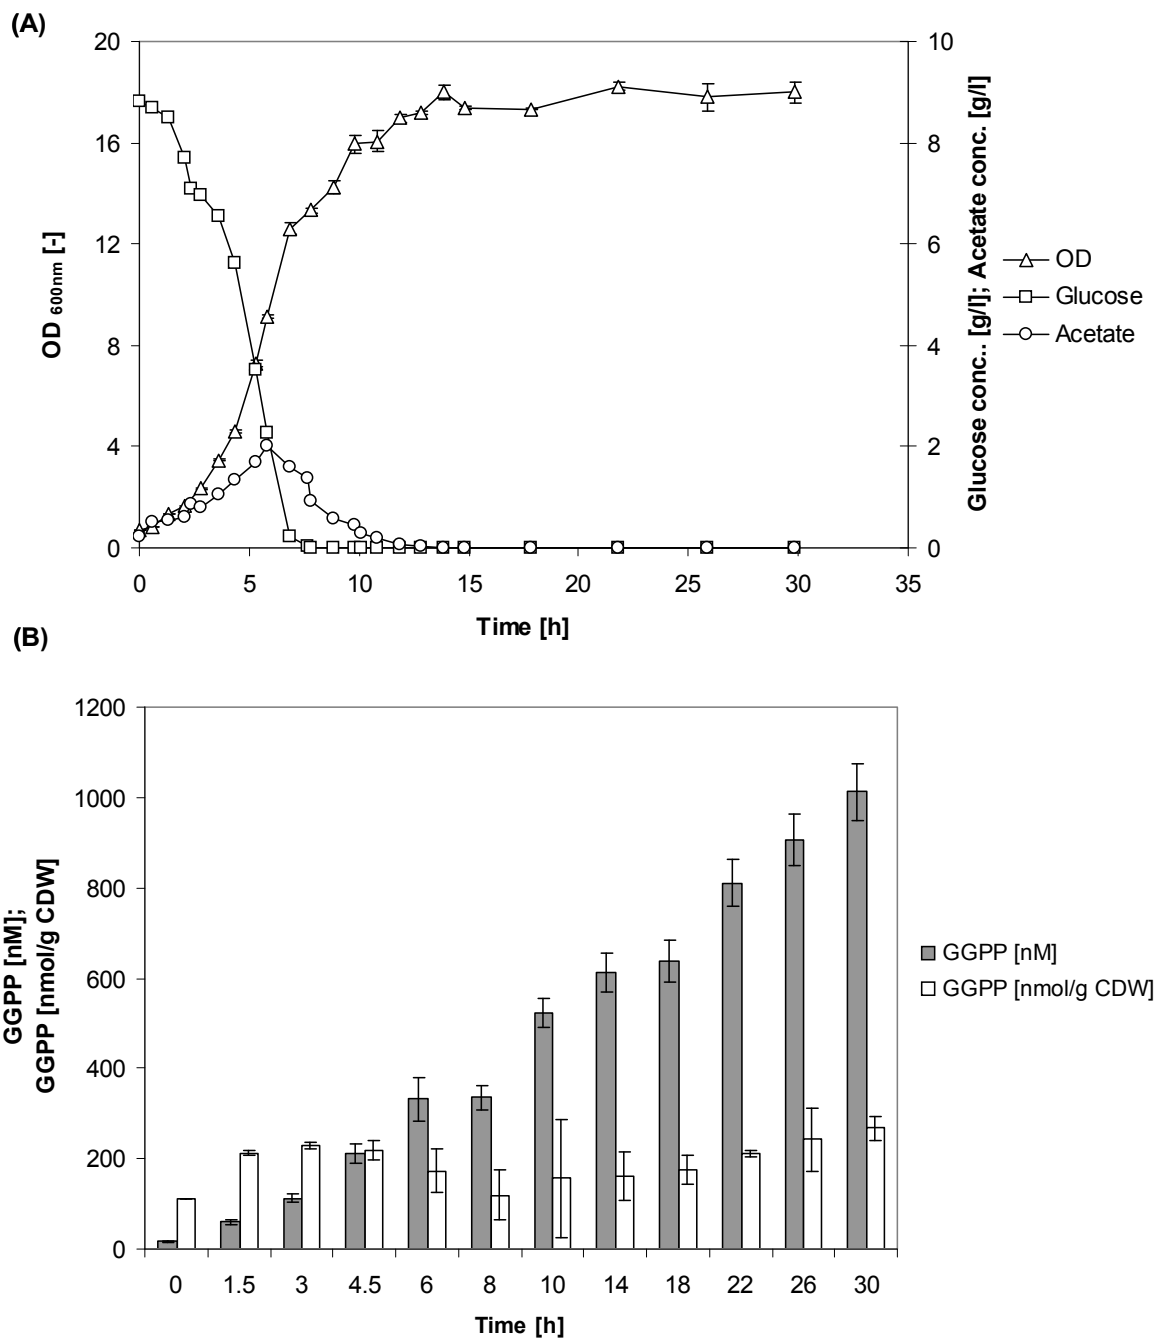 (A)
20
16
12
8
4
0
OD 600nm [-]
10
8
6
4
2
0
Glucose conc.. [g/l]; Acetate conc. [g/l]
OD
Glucose
Acetate
0 5 10 15 20 25 30 35
Time [h]
(B)
1200
1000
800
600
400
200
0
GGPP [nM];
GGPP [nmol/g CDW]
GGPP [nM]
GGPP [nmol/g CDW]
0 1.5 3 4.5 6 8 10 14 18 22 26 30
Time [h]